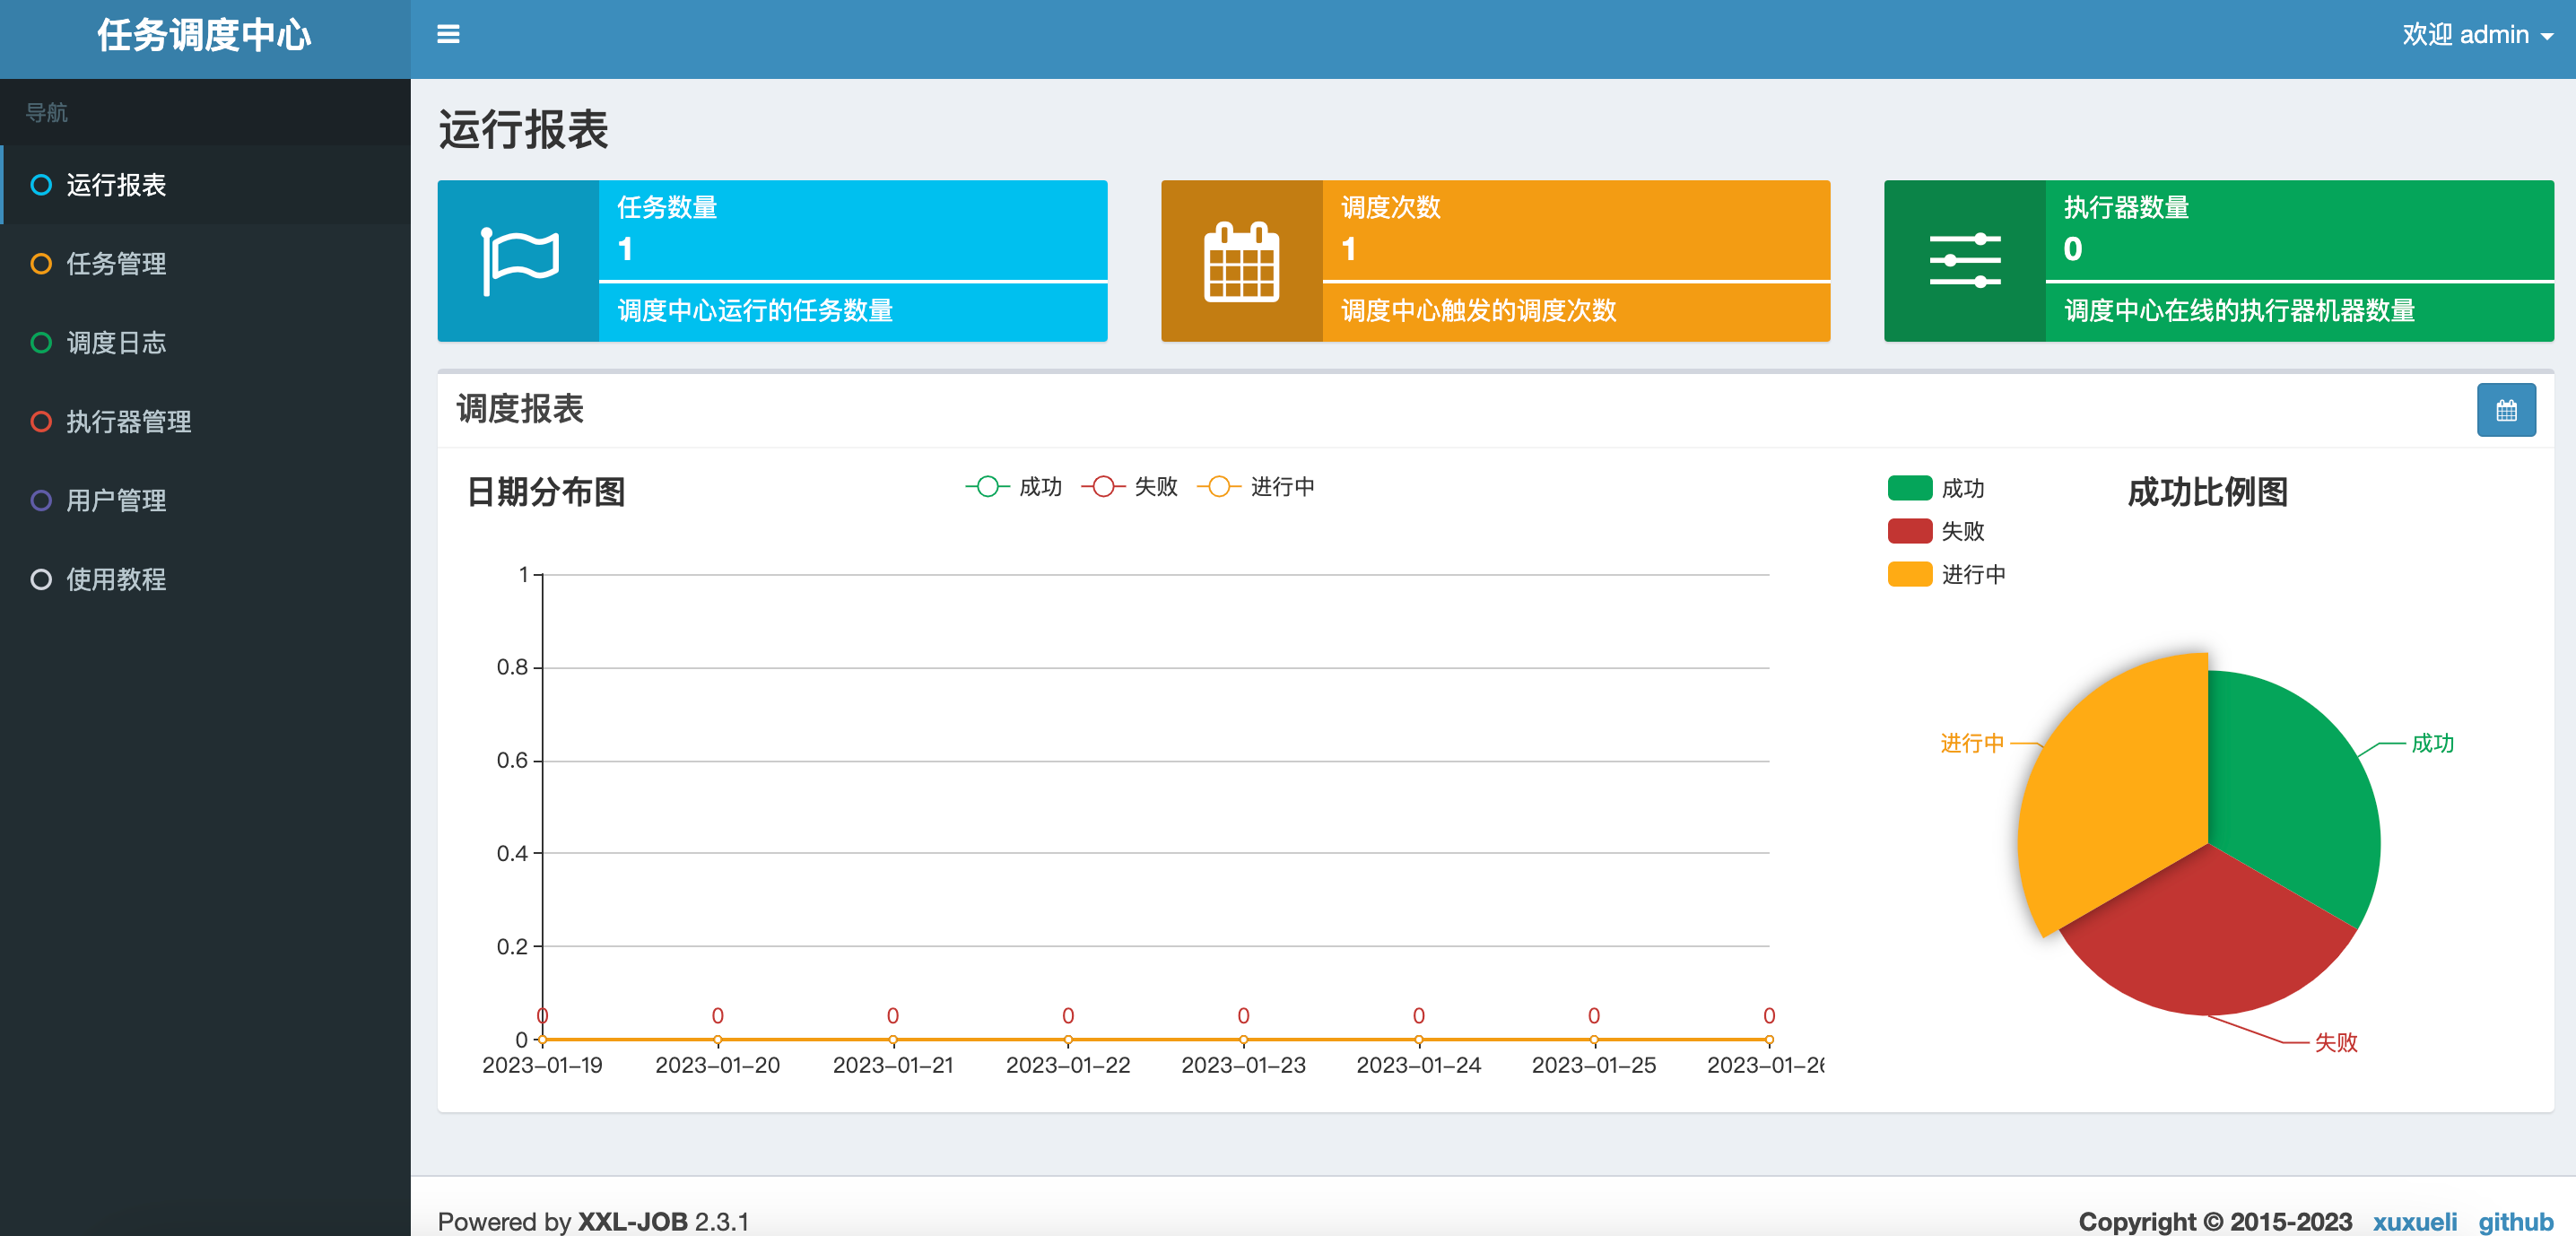 任务调度中心
欢迎 admin
导航
运行报表
任务管理
调度日志
执行器管理
用户管理
使用教程
运行报表
任务数量
1
调度中心运行的任务数量
调度次数
1
调度中心触发的调度次数
执行器数量
0
调度中心在线的执行器机器数量
调度报表
日期分布图
成功 失败 进行中
1
0.8
0.6
0.4
0.2
0
0 0 0 0 0 0 0 0
2023-01-19 2023-01-20 2023-01-21 2023-01-22 2023-01-23 2023-01-24 2023-01-25 2023-01-26
成功
失败
进行中
成功比例图
进行中
成功
失败
Powered by XXL-JOB 2.3.1
Copyright © 2015-2023 xuxueli github